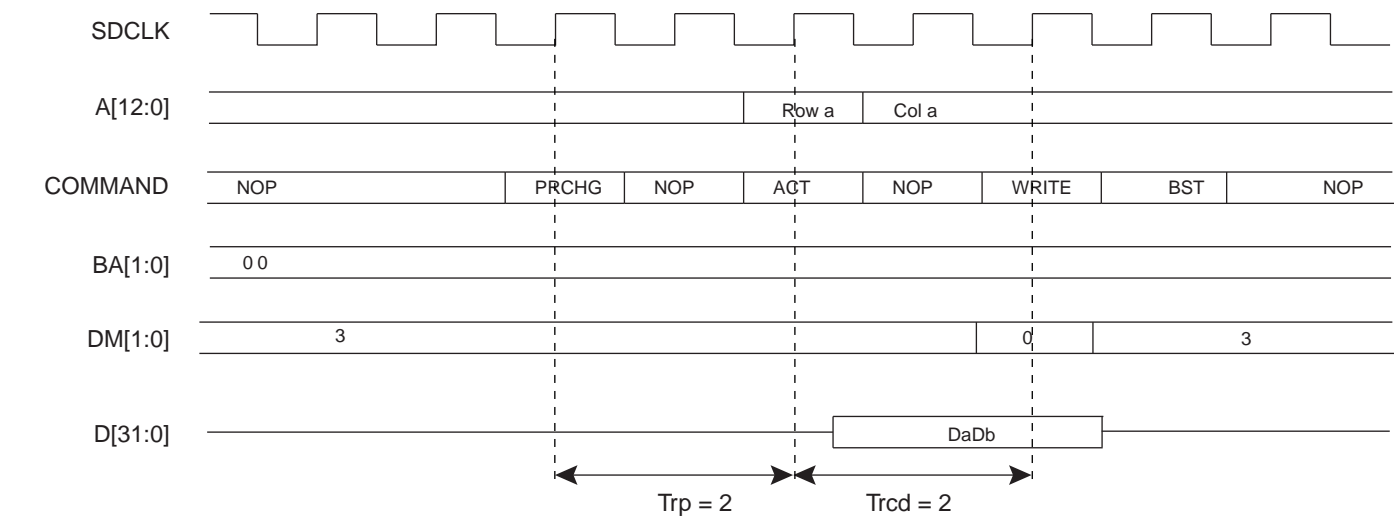 SDCLK
A[12:0] Row a Col a
COMMAND NOP PRCHG NOP ACT NOP WRITE BST NOP
BA[1:0] 0 0
DM[1:0] 3 0 3
D[31:0] DaDb
Trp = 2 Trcd = 2